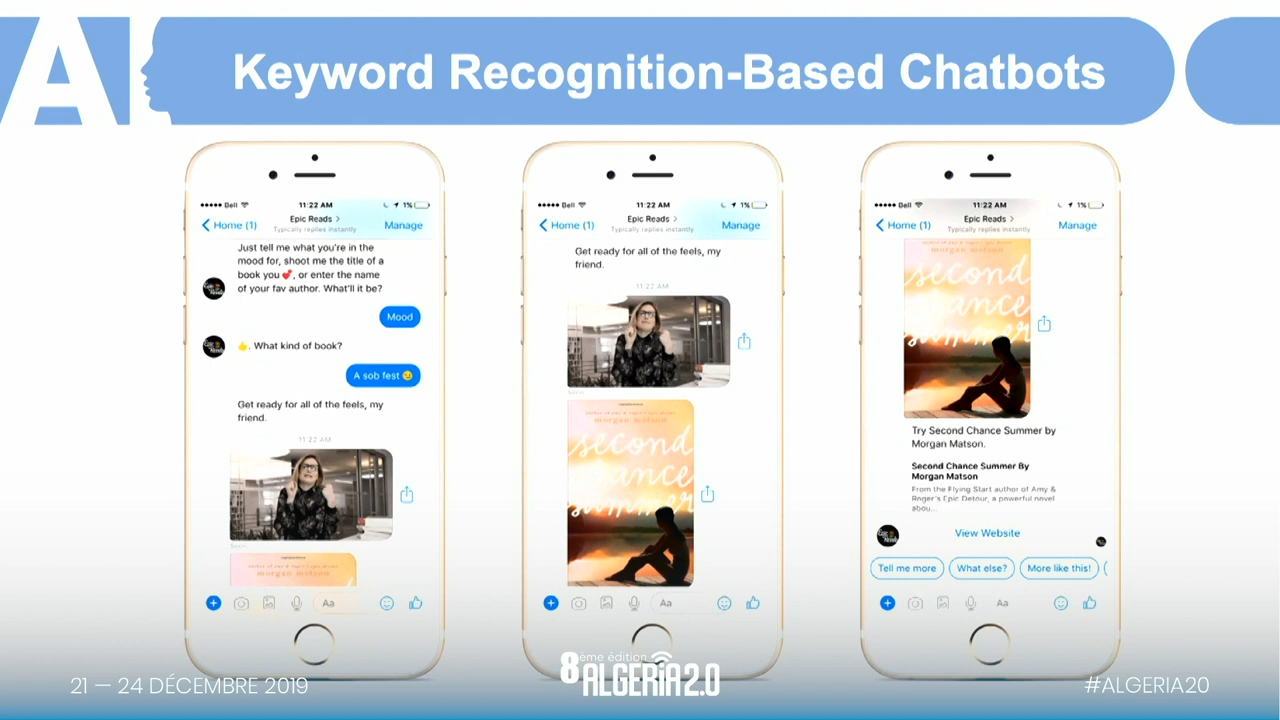 AI
Keyword Recognition-Based Chatbots
Bell
11:22 AM
1%
Home (1)
Epic Reads
Manage
Typically replies instantly
Just tell me what you're in the
mood for, shoot me the title of a
book you 💕, or enter the name
of your fav author. What'll it be?
Mood
👍. What kind of book?
A sob fest 😢
Get ready for all of the feels, my
friend.
11:22 AM
morgan matson
Aa
Bell
11:22 AM
1%
Home (1)
Epic Reads
Manage
Typically replies instantly
Get ready for all of the feels, my
friend.
11:22 AM
morgan matson
second
chance
summer
Aa
Bell
11:22 AM
1%
Home (1)
Epic Reads
Manage
Typically replies instantly
morgan matson
second
chance
summer
Try Second Chance Summer by
Morgan Matson.
Second Chance Summer By
Morgan Matson
From the Flying Start author of Amy &
Roger's Epic Detour, a powerful novel
abou...
View Website
Tell me more
What else?
More like this!
Aa
21 — 24 DÉCEMBRE 2019
8ème édition
ALGERIA2.0
#ALGERIA20